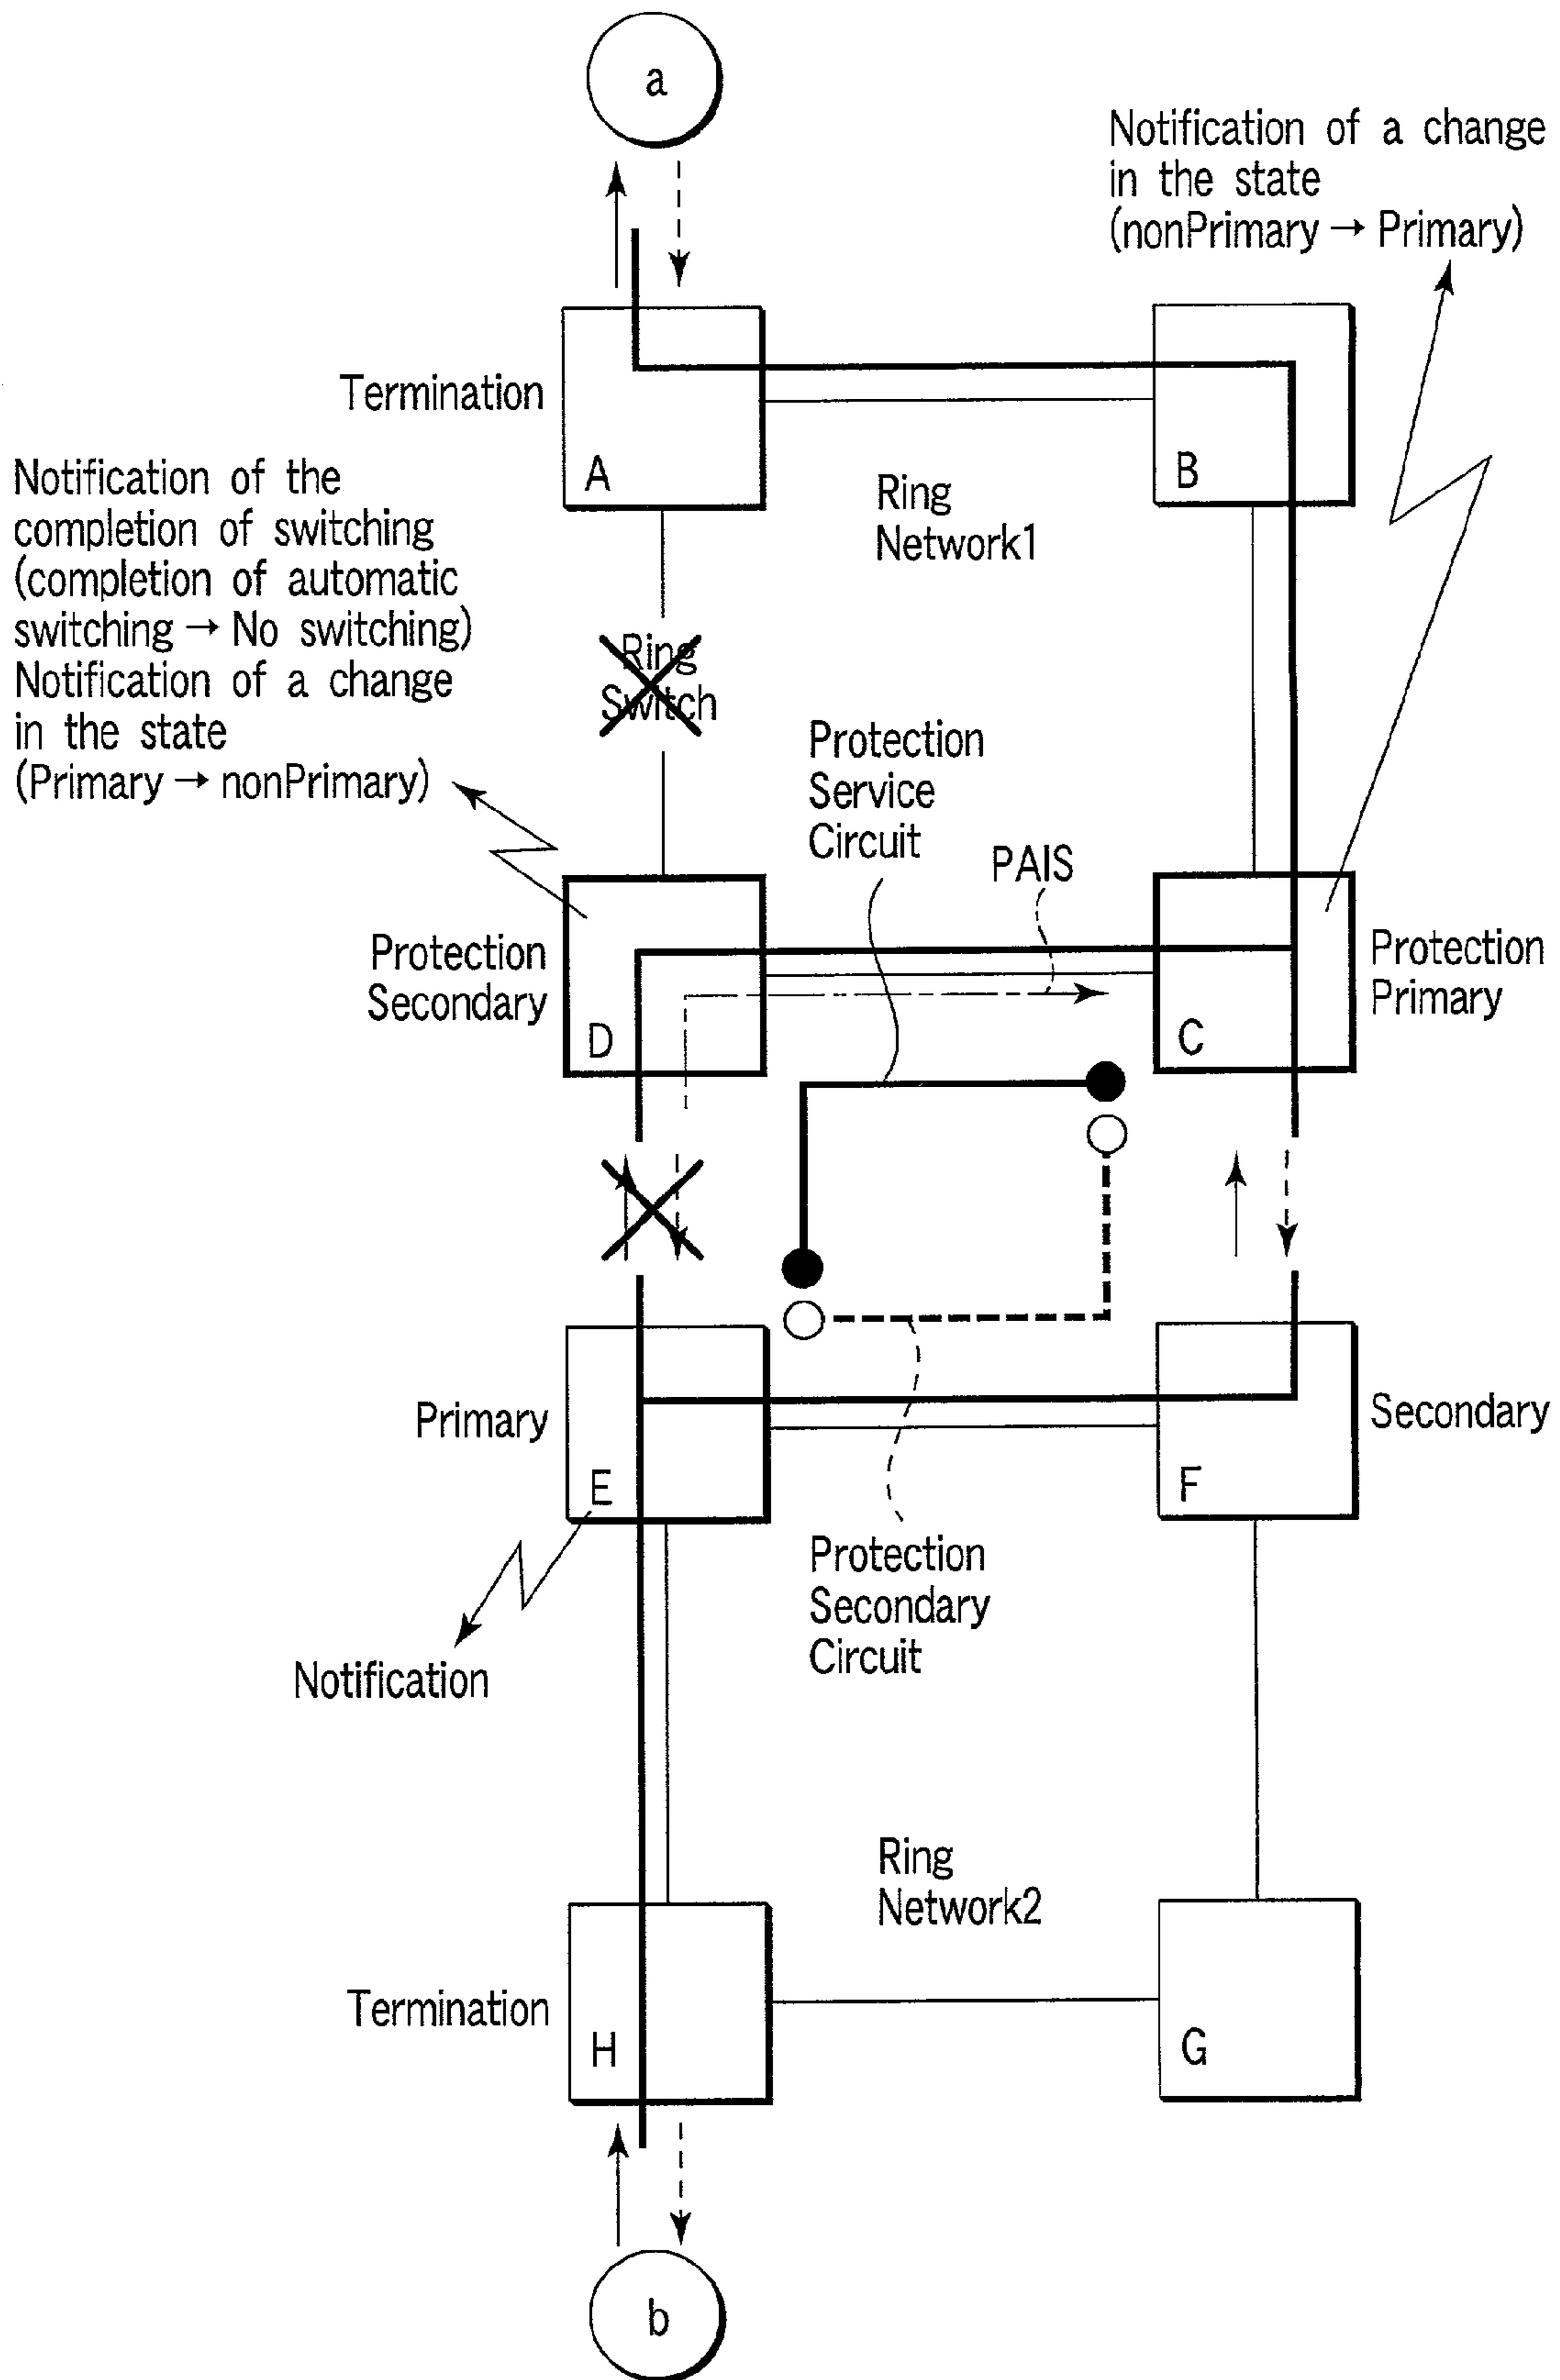 a
Notification of a change
in the state
(nonPrimary → Primary)
Termination
A
B
Ring
Network1
Notification of the
completion of switching
(completion of automatic
switching → No switching)
Notification of a change
in the state
(Primary → nonPrimary)
Ring
Switch
Protection
Service
Circuit
PAIS
Protection
Secondary
D
C
Protection
Primary
Primary
E
F
Secondary
Notification
Protection
Secondary
Circuit
Ring
Network2
Termination
H
G
b